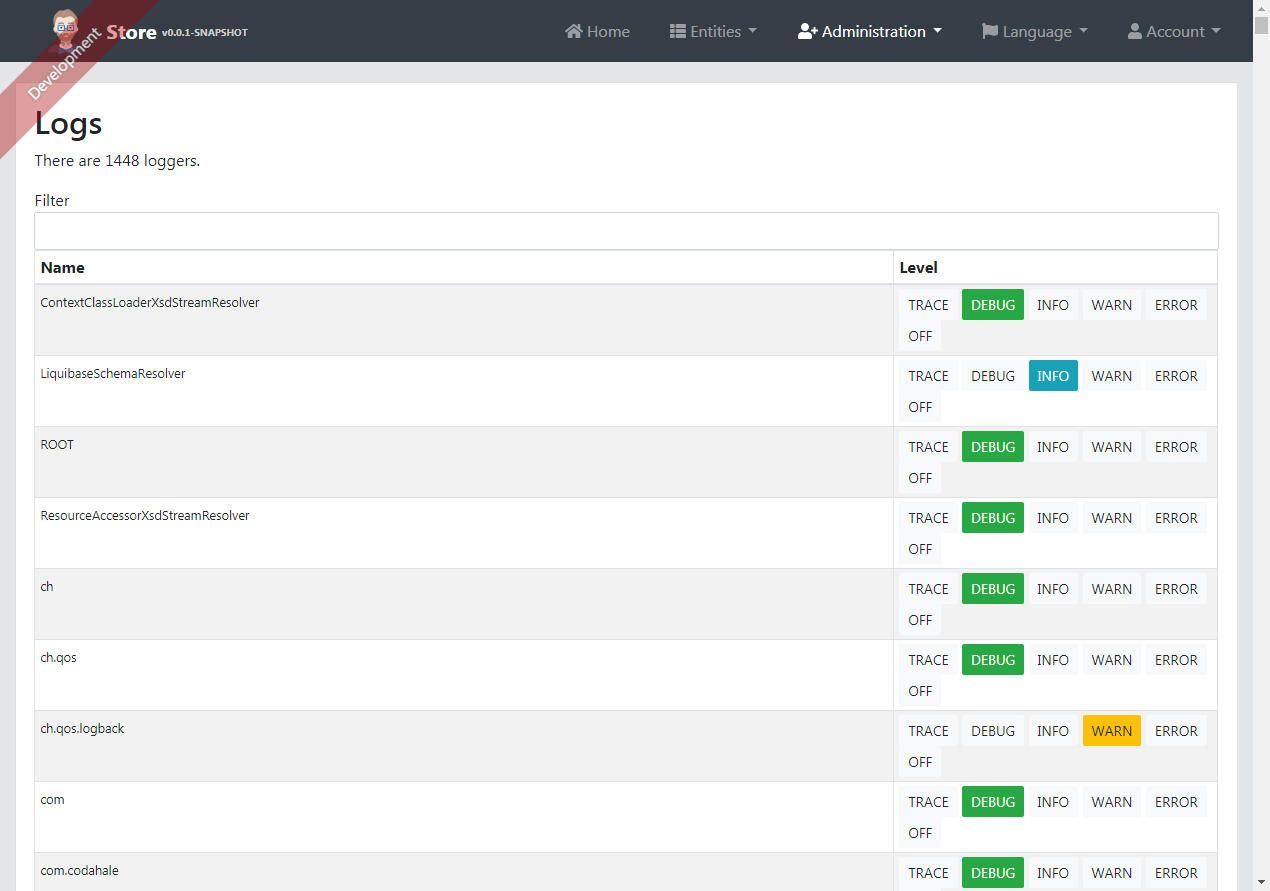 Store v0.0.1-SNAPSHOT Home Entities Administration Language Account
Development
Logs
There are 1448 loggers.
Filter
Name Level
ContextClassLoaderXsdStreamResolver TRACE DEBUG INFO WARN ERROR
OFF
LiquibaseSchemaResolver TRACE DEBUG INFO WARN ERROR
OFF
ROOT TRACE DEBUG INFO WARN ERROR
OFF
ResourceAccessorXsdStreamResolver TRACE DEBUG INFO WARN ERROR
OFF
ch TRACE DEBUG INFO WARN ERROR
OFF
ch.qos TRACE DEBUG INFO WARN ERROR
OFF
ch.qos.logback TRACE DEBUG INFO WARN ERROR
OFF
com TRACE DEBUG INFO WARN ERROR
OFF
com.codahale TRACE DEBUG INFO WARN ERROR